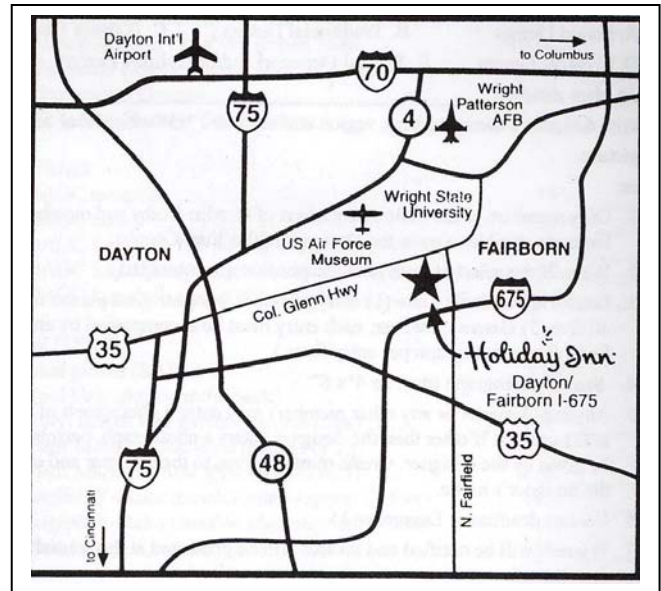 Dayton Int'l
Airport
to Columbus
70
Wright
Patterson
AFB
75
4
Wright State
University
US Air Force
Museum
DAYTON
FAIRBORN
Col. Glenn Hwy
675
35
Holiday Inn
Dayton/
Fairborn I-675
35
75
48
N. Fairfield
to Cincinnati